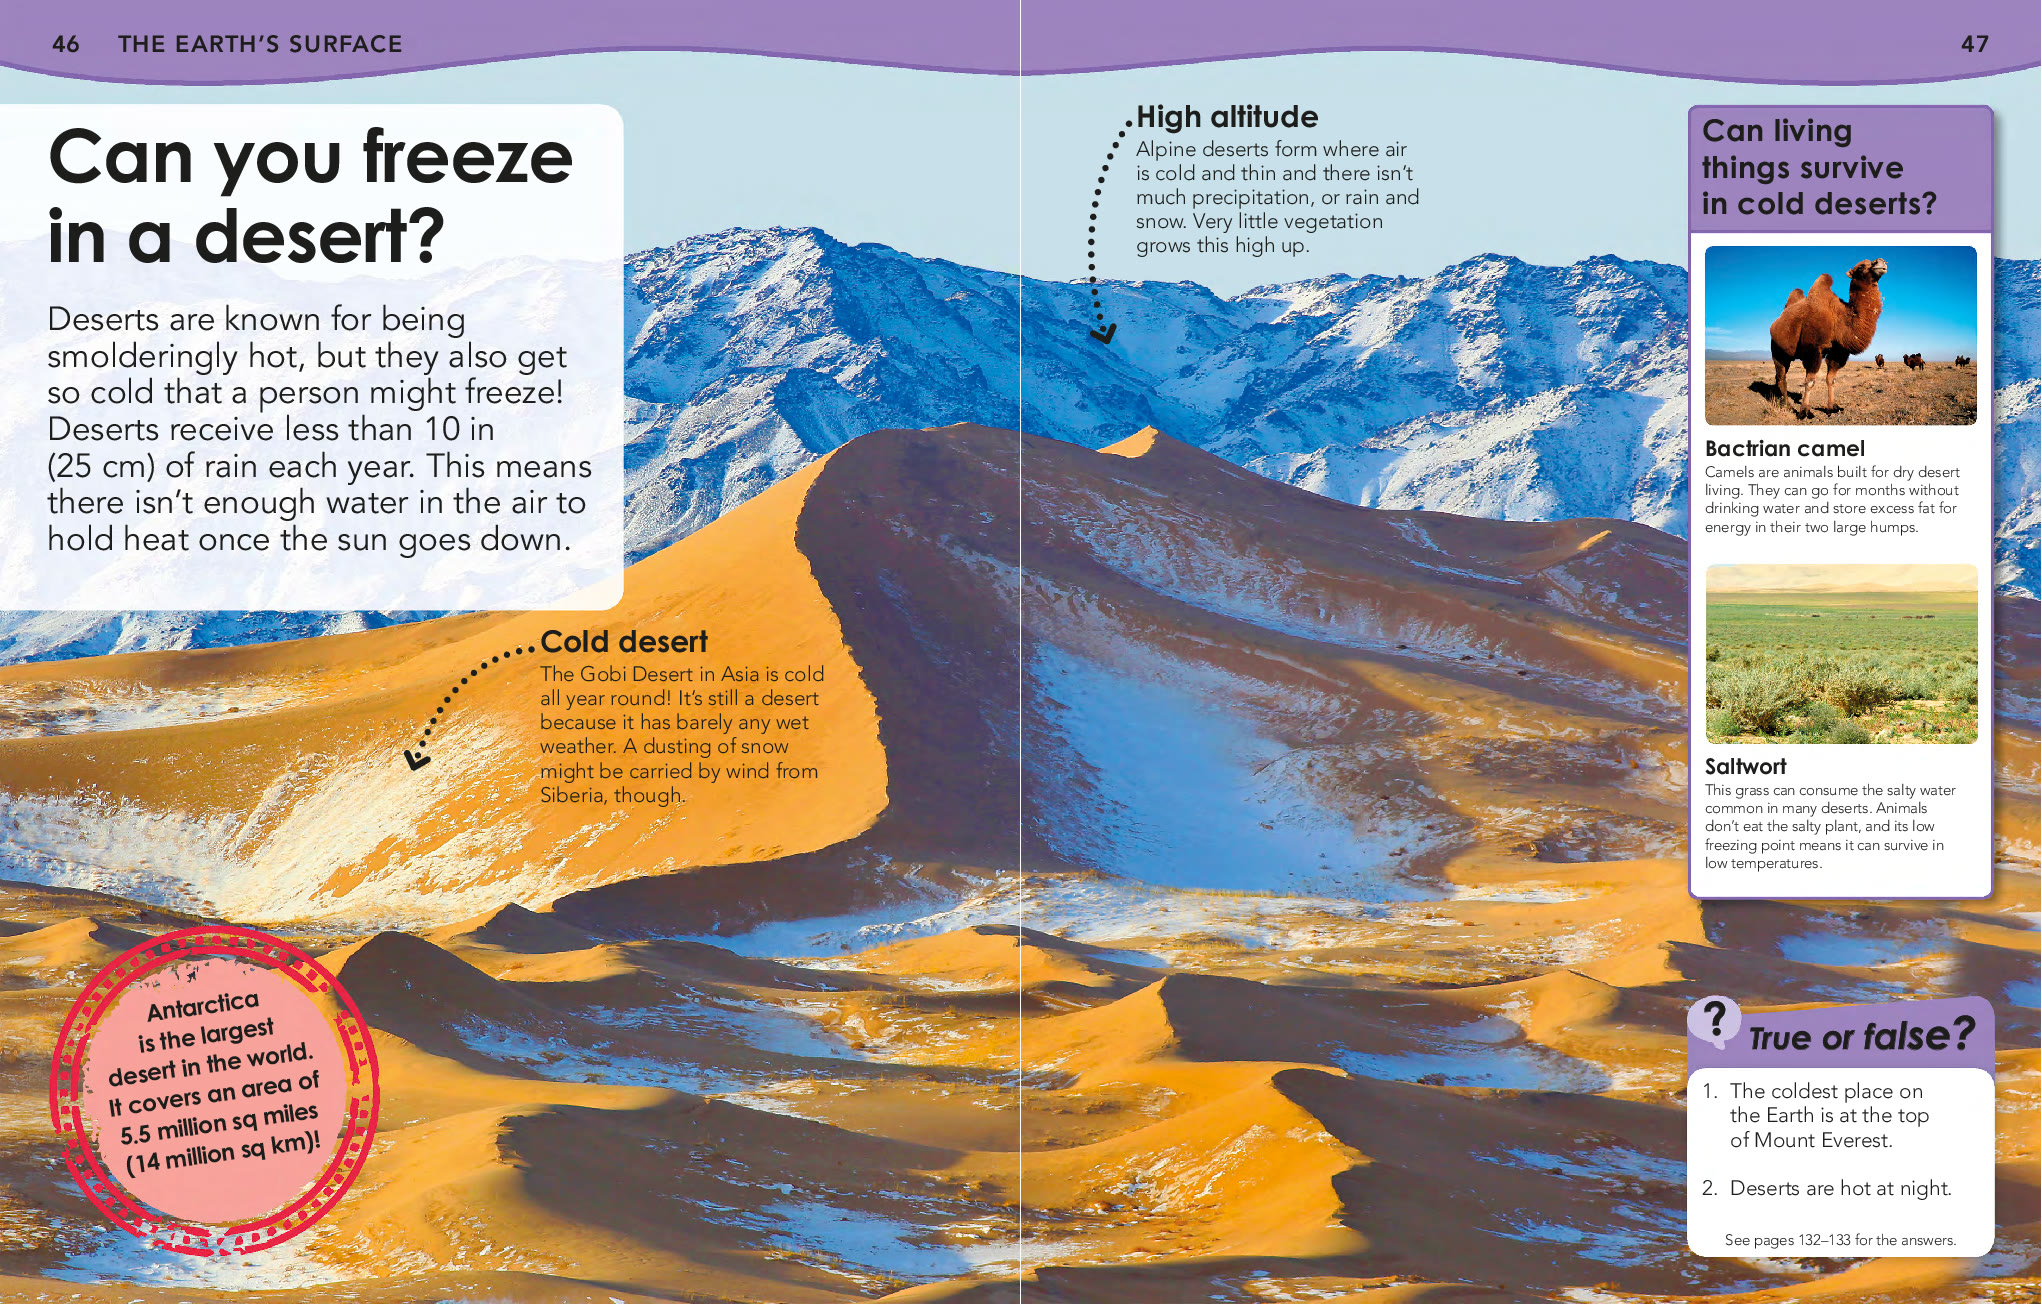 46 THE EARTH’S SURFACE
47
Can you freeze
in a desert?
Deserts are known for being
smolderingly hot, but they also get
so cold that a person might freeze!
Deserts receive less than 10 in
(25 cm) of rain each year. This means
there isn’t enough water in the air to
hold heat once the sun goes down.
Cold desert
The Gobi Desert in Asia is cold
all year round! It’s still a desert
because it has barely any wet
weather. A dusting of snow
might be carried by wind from
Siberia, though.
Antarctica
is the largest
desert in the world.
It covers an area of
5.5 million sq miles
(14 million sq km)!
High altitude
Alpine deserts form where air
is cold and thin and there isn’t
much precipitation, or rain and
snow. Very little vegetation
grows this high up.
Can living
things survive
in cold deserts?
Bactrian camel
Camels are animals built for dry desert
living. They can go for months without
drinking water and store excess fat for
energy in their two large humps.
Saltwort
This grass can consume the salty water
common in many deserts. Animals
don’t eat the salty plant, and its low
freezing point means it can survive in
low temperatures.
? True or false?
1. The coldest place on
the Earth is at the top
of Mount Everest.
2. Deserts are hot at night.
See pages 132–133 for the answers.